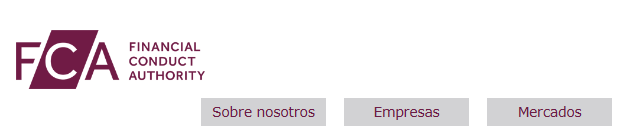 FCA
FINANCIAL
CONDUCT
AUTHORITY
Sobre nosotros Empresas Mercados